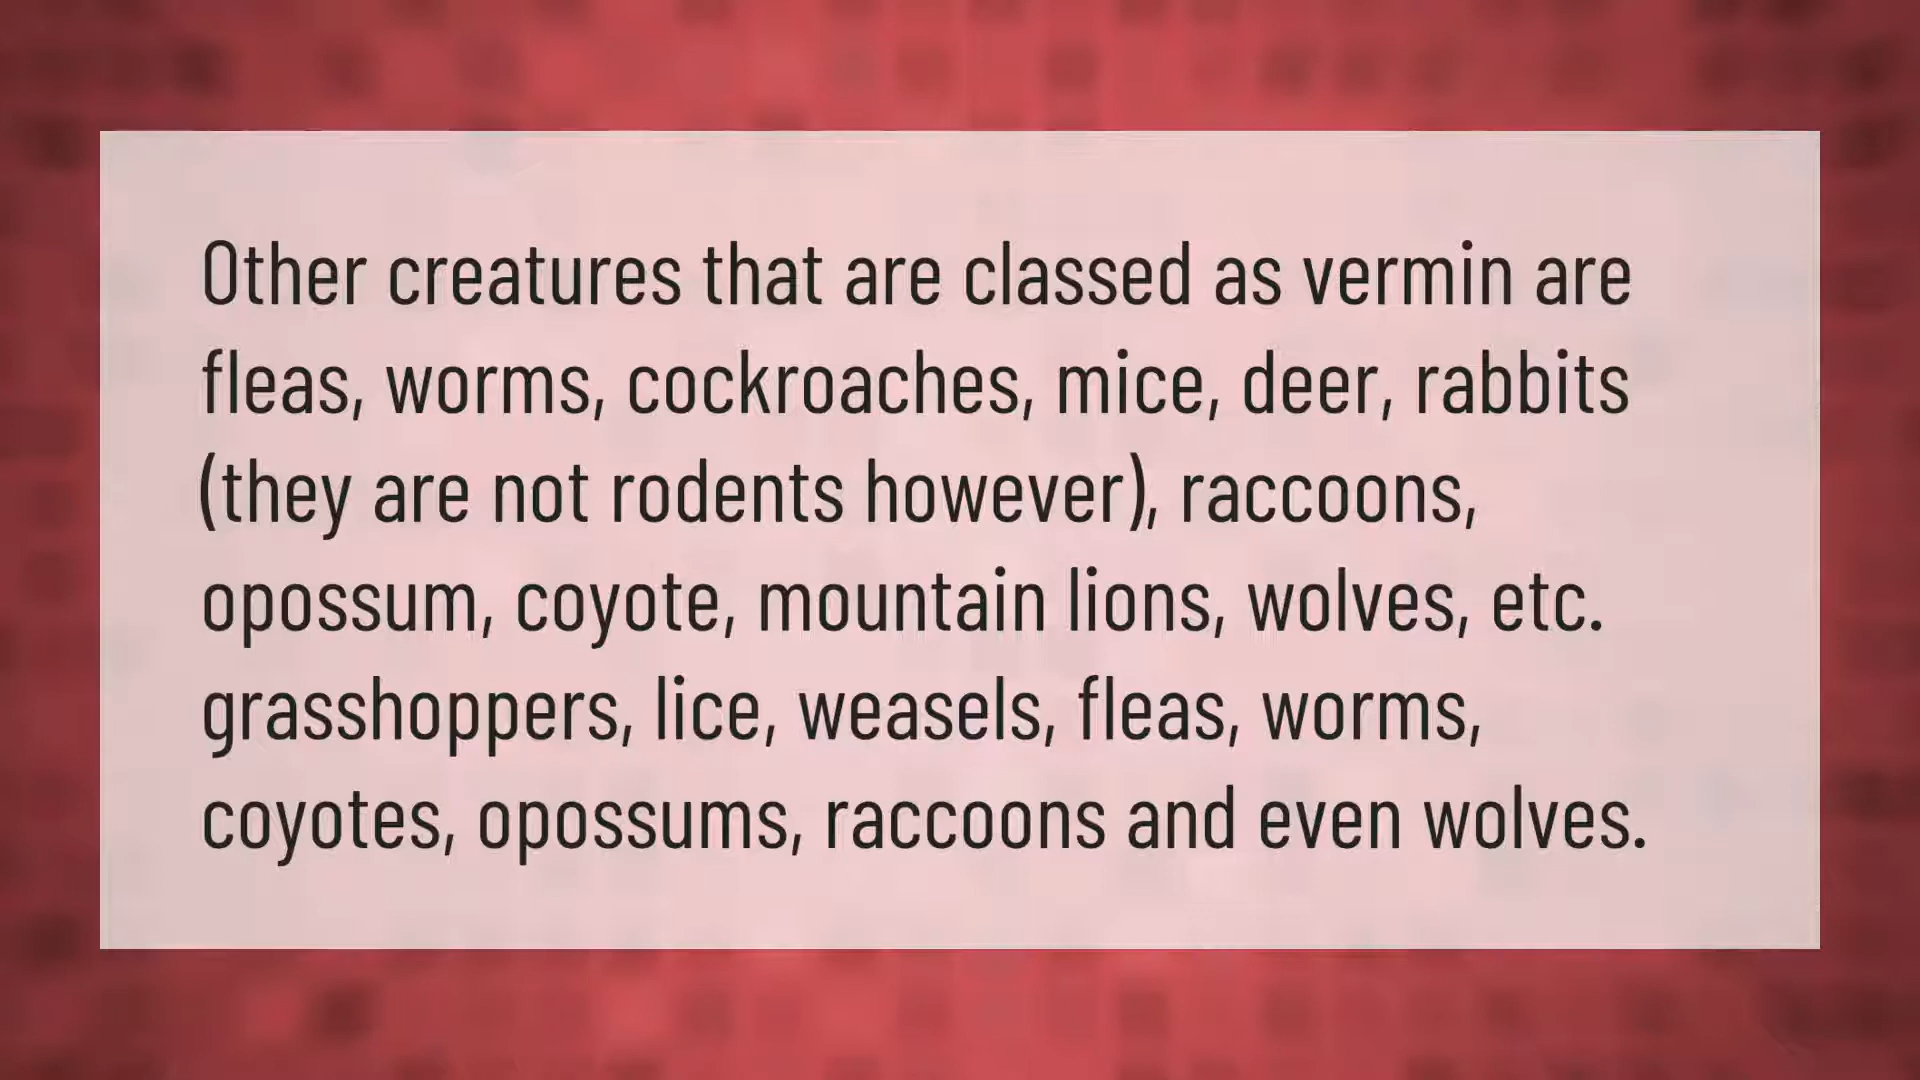 Other creatures that are classed as vermin are
fleas, worms, cockroaches, mice, deer, rabbits
(they are not rodents however), raccoons,
opossum, coyote, mountain lions, wolves, etc.
grasshoppers, lice, weasels, fleas, worms,
coyotes, opossums, raccoons and even wolves.